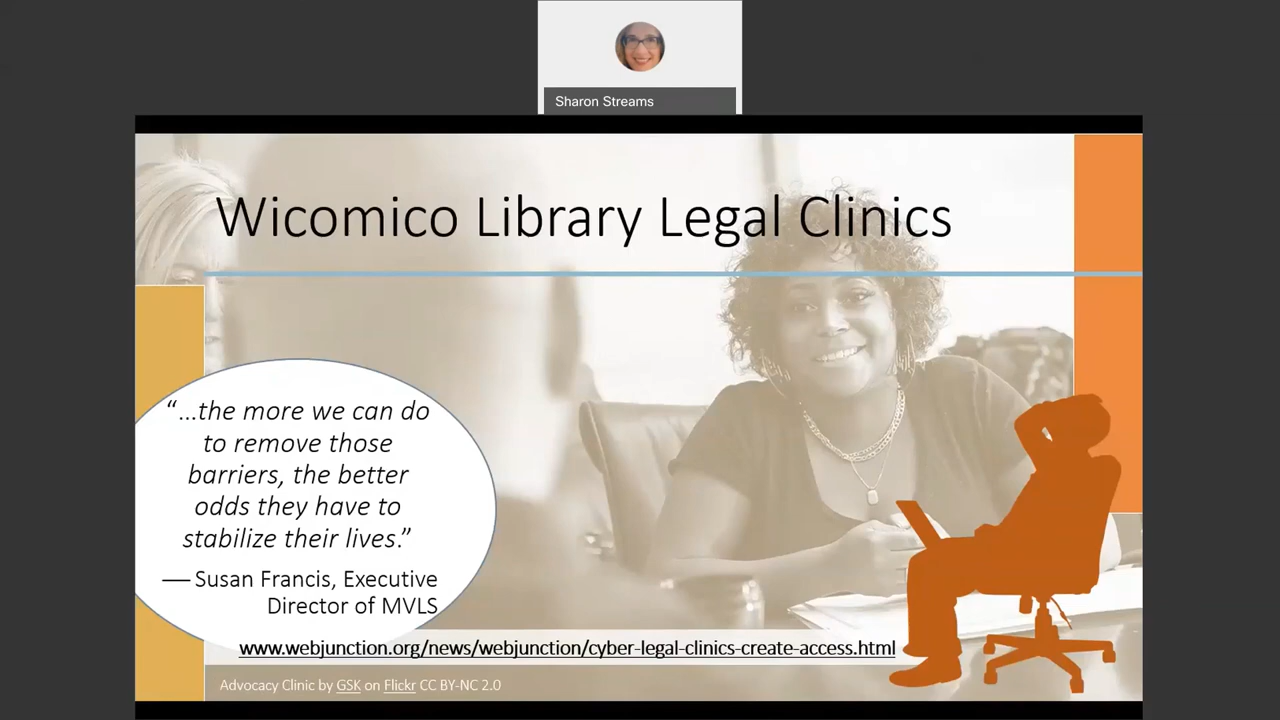 Sharon Streams
Wicomico Library Legal Clinics
“…the more we can do
to remove those
barriers, the better
odds they have to
stabilize their lives.”
— Susan Francis, Executive
Director of MVLS
www.webjunction.org/news/webjunction/cyber-legal-clinics-create-access.html
Advocacy Clinic by GSK on Flickr CC BY-NC 2.0